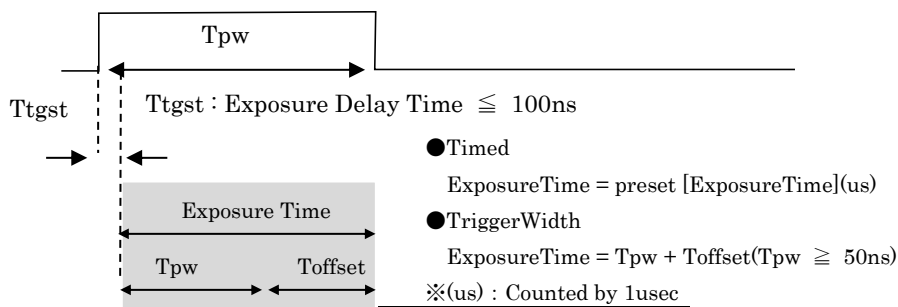 Tpw
Ttgst
Ttgst : Exposure Delay Time ≦ 100ns
●Timed
ExposureTime = preset [ExposureTime](us)
●TriggerWidth
ExposureTime = Tpw + Toffset(Tpw ≧ 50ns)
※(us) : Counted by 1usec
Exposure Time
Tpw Toffset